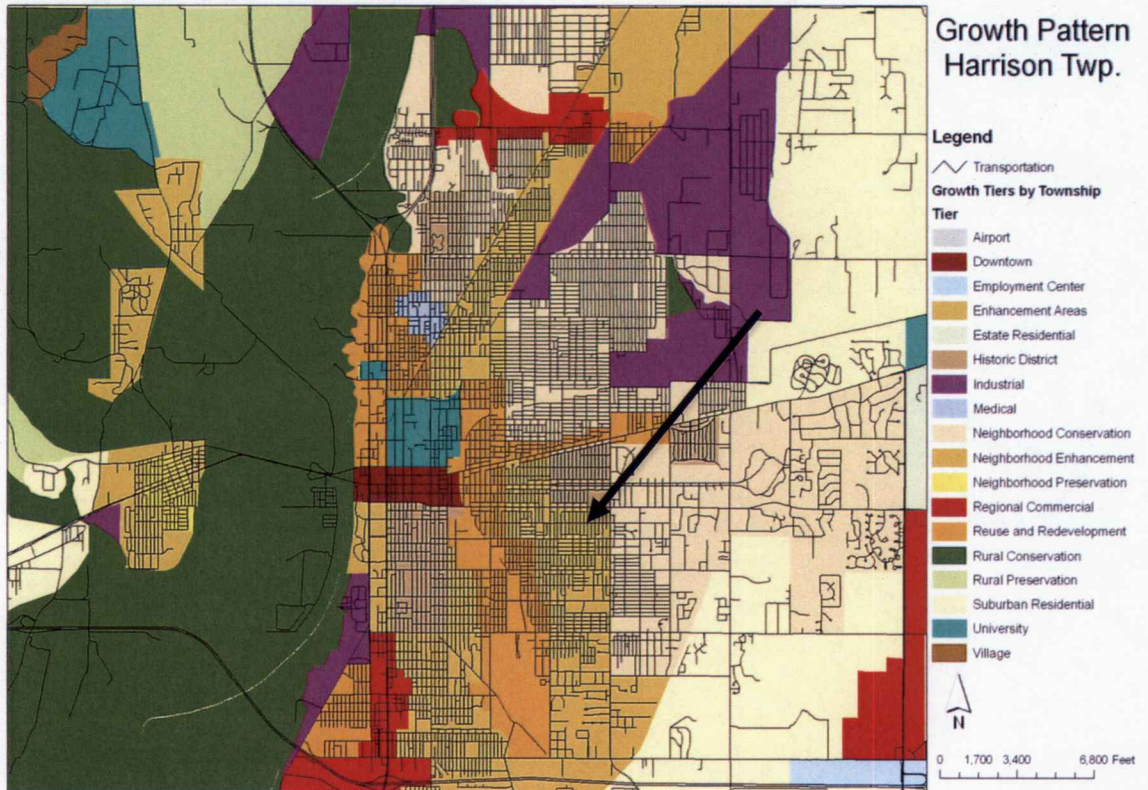 Growth Pattern
Harrison Twp.
Legend
Transportation
Growth Tiers by Township
Tier
Airport
Downtown
Employment Center
Enhancement Areas
Estate Residential
Historic District
Industrial
Medical
Neighborhood Conservation
Neighborhood Enhancement
Neighborhood Preservation
Regional Commercial
Reuse and Redevelopment
Rural Conservation
Rural Preservation
Suburban Residential
University
Village
N
0 1,700 3,400 6,800 Feet